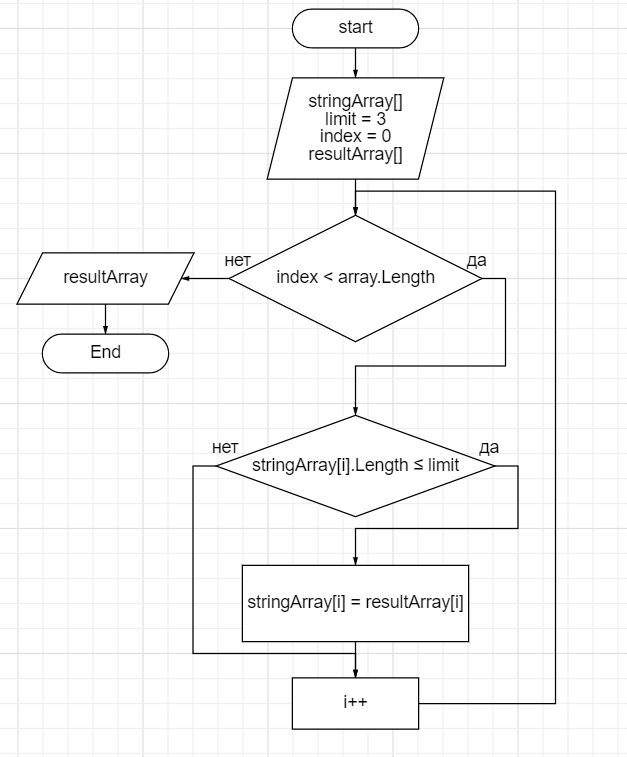 start
stringArray[]
limit = 3
index = 0
resultArray[]
нет
да
index < array.Length
resultArray
End
нет
да
stringArray[i].Length ≤ limit
stringArray[i] = resultArray[i]
i++